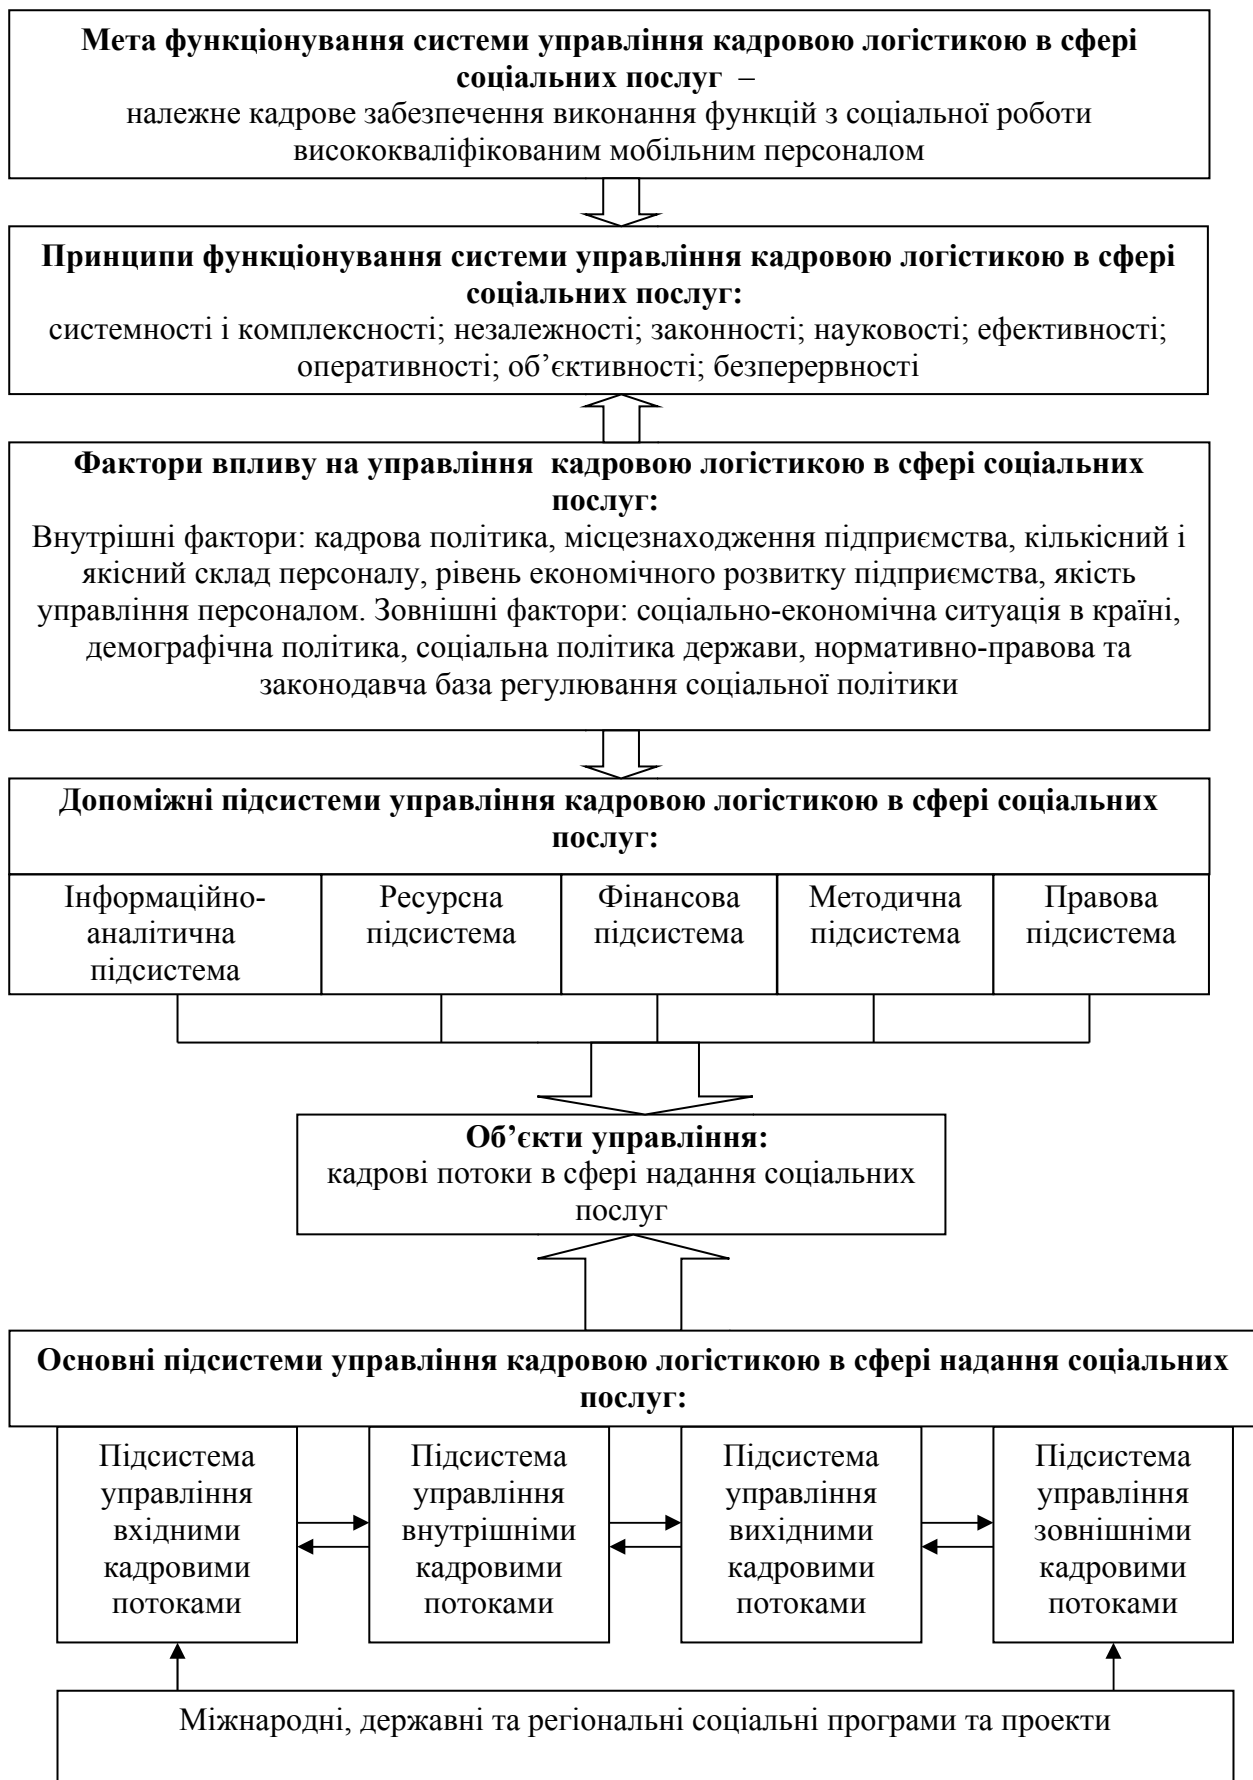 Мета функціонування системи управління кадровою логістикою в сфері
соціальних послуг –
належне кадрове забезпечення виконання функцій з соціальної роботи
висококваліфікованим мобільним персоналом
Принципи функціонування системи управління кадровою логістикою в сфері
соціальних послуг:
системності і комплексності; незалежності; законності; науковості; ефективності;
оперативності; об’єктивності; безперервності
Фактори впливу на управління кадровою логістикою в сфері соціальних
послуг:
Внутрішні фактори: кадрова політика, місцезнаходження підприємства, кількісний і
якісний склад персоналу, рівень економічного розвитку підприємства, якість
управління персоналом. Зовнішні фактори: соціально-економічна ситуація в країні,
демографічна політика, соціальна політика держави, нормативно-правова та
законодавча база регулювання соціальної політики
Допоміжні підсистеми управління кадровою логістикою в сфері соціальних
послуг:
Інформаційно-
аналітична
підсистема
Ресурсна
підсистема
Фінансова
підсистема
Методична
підсистема
Правова
підсистема
Об’єкти управління:
кадрові потоки в сфері надання соціальних
послуг
Основні підсистеми управління кадровою логістикою в сфері надання соціальних
послуг:
Підсистема
управління
вхідними
кадровими
потоками
Підсистема
управління
внутрішніми
кадровими
потоками
Підсистема
управління
вихідними
кадровими
потоками
Підсистема
управління
зовнішніми
кадровими
потоками
Міжнародні, державні та регіональні соціальні програми та проекти